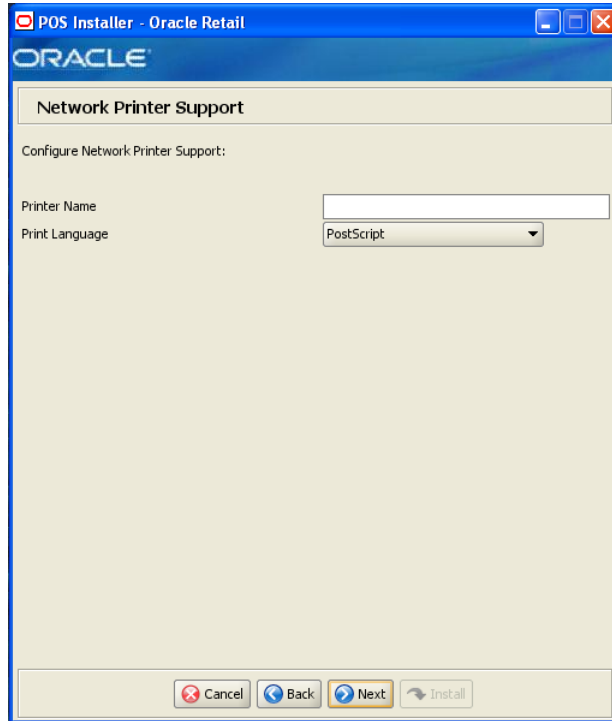 POS Installer - Oracle Retail
ORACLE
Network Printer Support
Configure Network Printer Support:
Printer Name
Print Language PostScript
Cancel Back Next Install